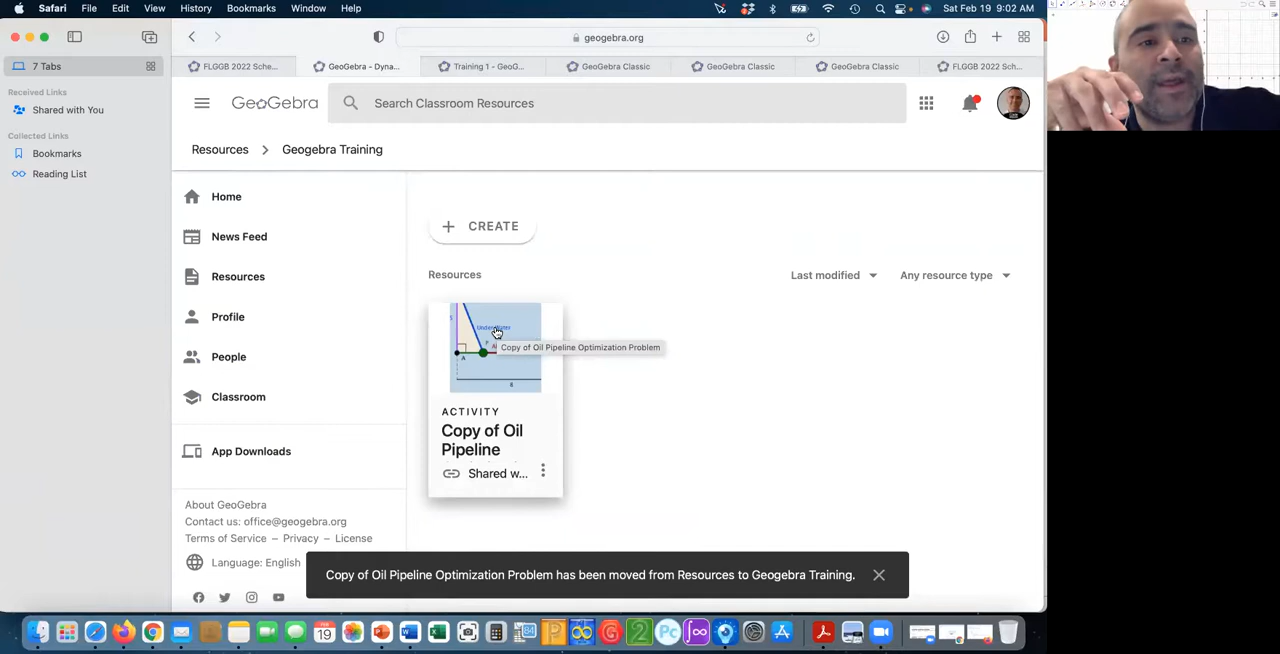 Safari File Edit View History Bookmarks Window Help Sat Feb 19 9:02 AM
geogebra.org
7 Tabs
FLGGB 2022 Sche... GeoGebra - Dyna... Training 1 - GeoG... GeoGebra Classic GeoGebra Classic GeoGebra Classic FLGGB 2022 Sch...
Received Links
Shared with You
Collected Links
Bookmarks
Reading List
GeoGebra Search Classroom Resources
Resources > Geogebra Training
Home
News Feed
Resources
Profile
People
Classroom
App Downloads
About GeoGebra
Contact us: office@geogebra.org
Terms of Service – Privacy – License
Language: English
+ CREATE
Resources Last modified Any resource type
A
Copy of Oil Pipeline Optimization Problem
ACTIVITY
Copy of Oil
Pipeline
Shared w...
Copy of Oil Pipeline Optimization Problem has been moved from Resources to Geogebra Training.